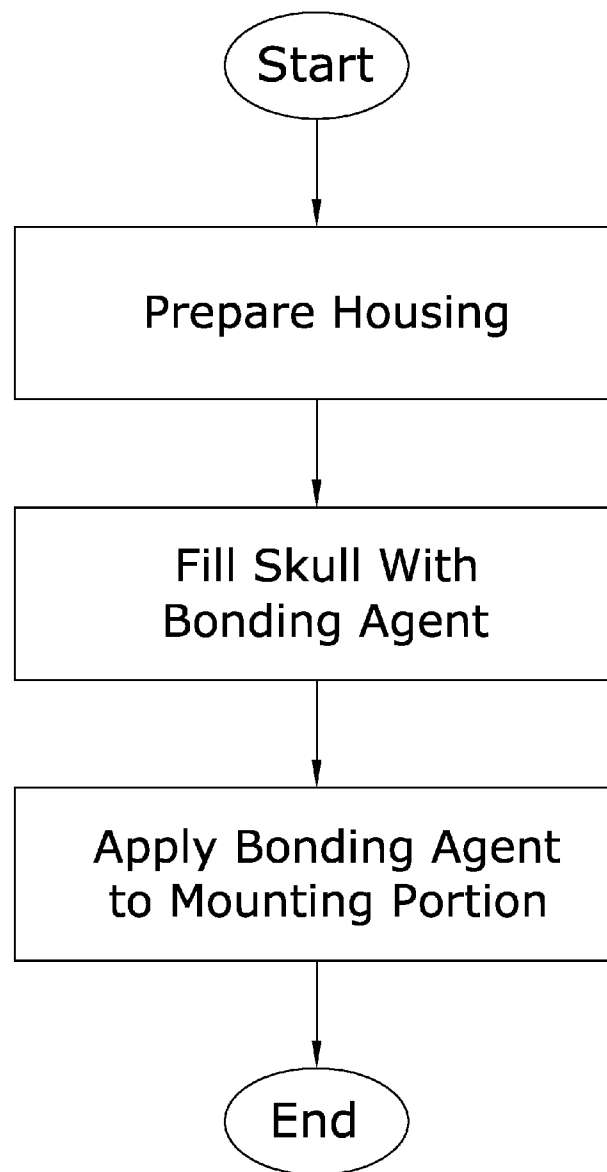 Start
Prepare Housing
Fill Skull With
Bonding Agent
Apply Bonding Agent
to Mounting Portion
End